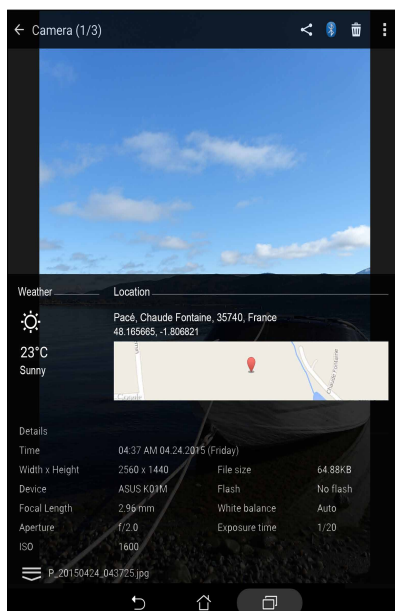 Camera (1/3)
Weather Location
Pacé, Chaude Fontaine, 35740, France
48.165665, -1.806821
23°C
Sunny
Chaude Fontaine
Google
Details
Time 04:37 AM 04.24.2015 (Friday)
Width x Height 2560 x 1440 File size 64.88KB
Device ASUS K01M Flash No flash
Focal Length 2.96 mm White balance Auto
Aperture f/2.0 Exposure time 1/20
ISO 1600
P_20150424_043725.jpg